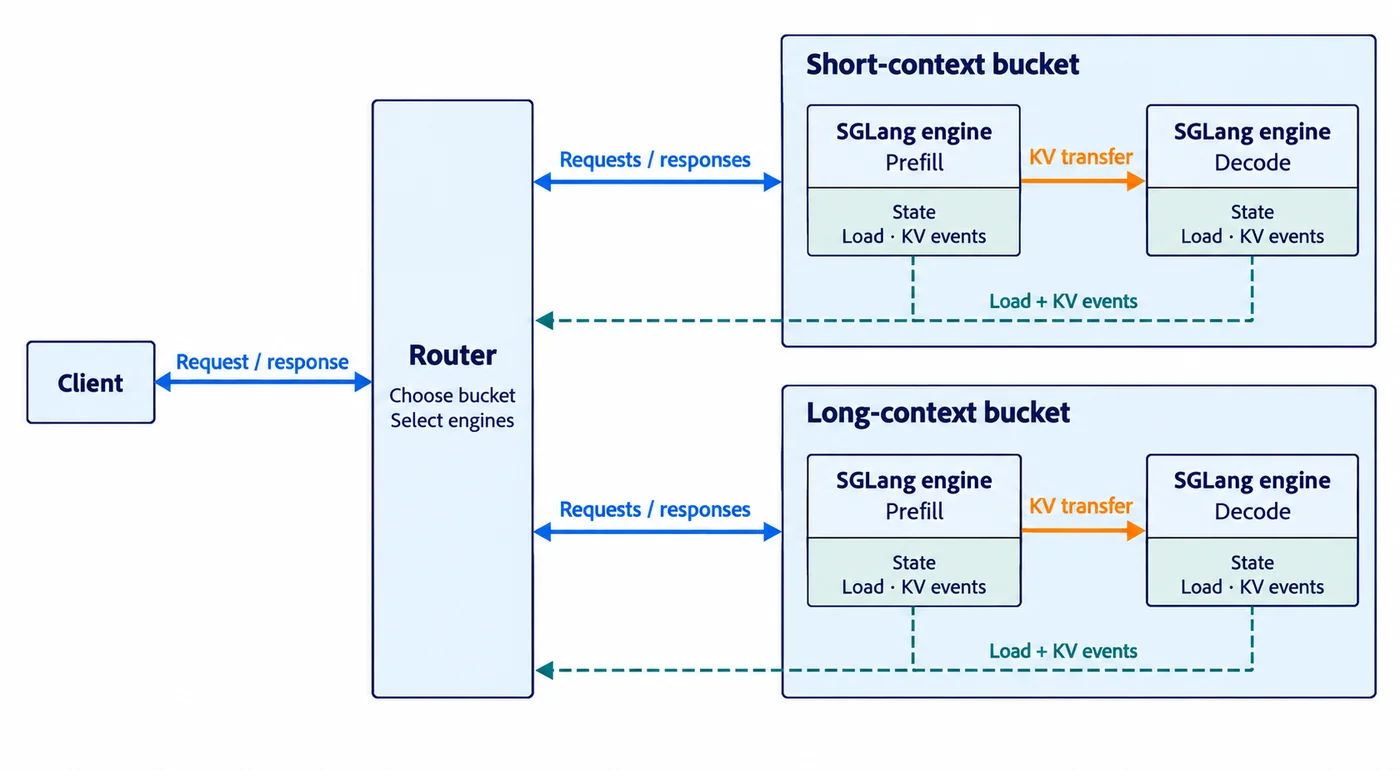 Client
Request / response
Router
Choose bucket
Select engines
Requests / responses
Short-context bucket
SGLang engine
Prefill
State
Load · KV events
KV transfer
SGLang engine
Decode
State
Load · KV events
Load + KV events
Requests / responses
Long-context bucket
SGLang engine
Prefill
State
Load · KV events
KV transfer
SGLang engine
Decode
State
Load · KV events
Load + KV events